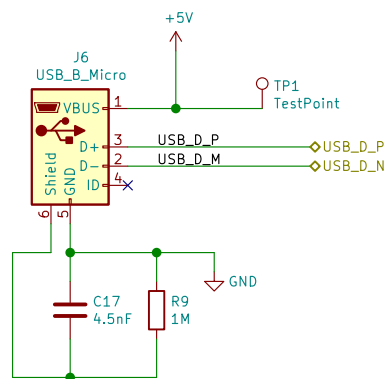 +5V
J6
USB_B_Micro
TP1
TestPoint
VBUS
1
D+
3
USB_D_P
USB_D_P
D-
2
USB_D_M
USB_D_N
ID
4
Shield
GND
6
5
GND
C17
4.5nF
R9
1M